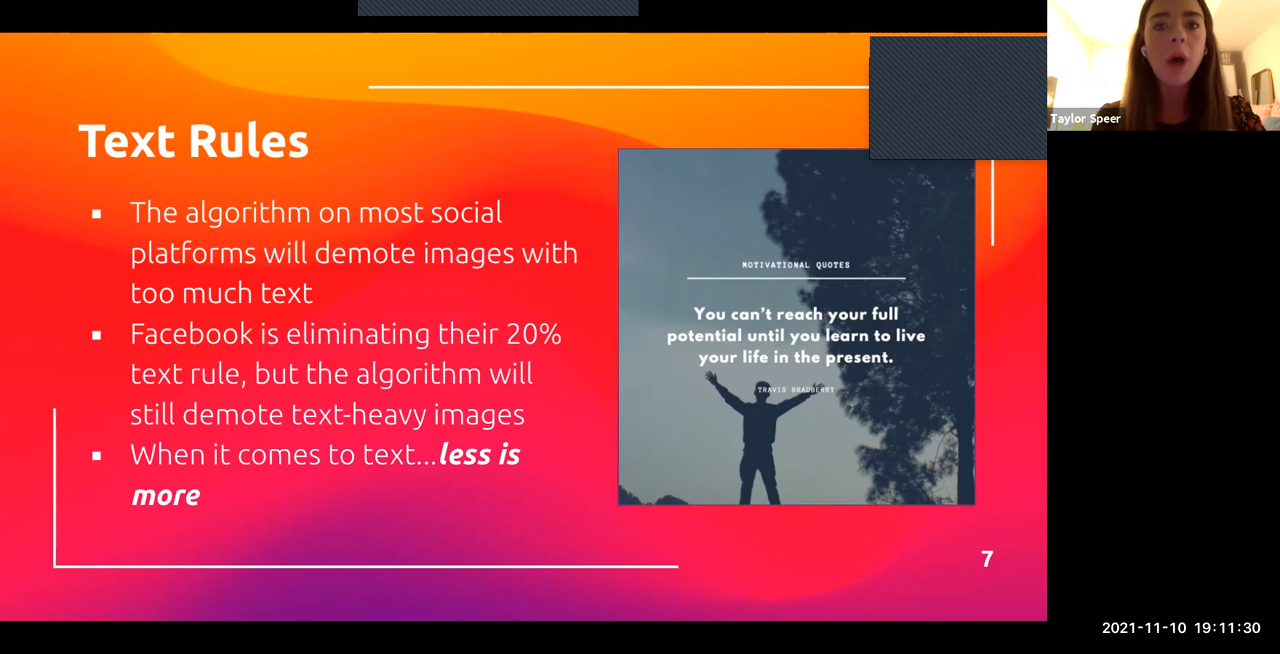 Text Rules
▪ The algorithm on most social
platforms will demote images with
too much text
▪ Facebook is eliminating their 20%
text rule, but the algorithm will
still demote text-heavy images
▪ When it comes to text...less is
more
MOTIVATIONAL QUOTES
You can't reach your full
potential until you learn to live
your life in the present.
TRAVIS BRADBERRY
7
Taylor Speer
2021-11-10 19:11:30